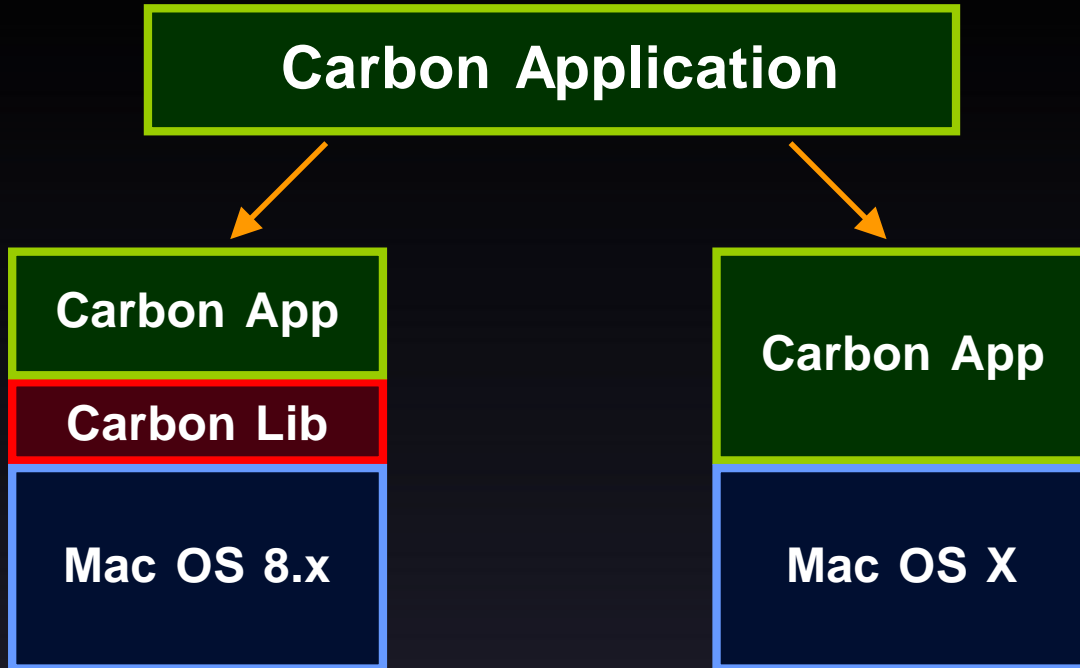 Carbon Application
Carbon App
Carbon Lib
Mac OS 8.x
Carbon App
Mac OS X